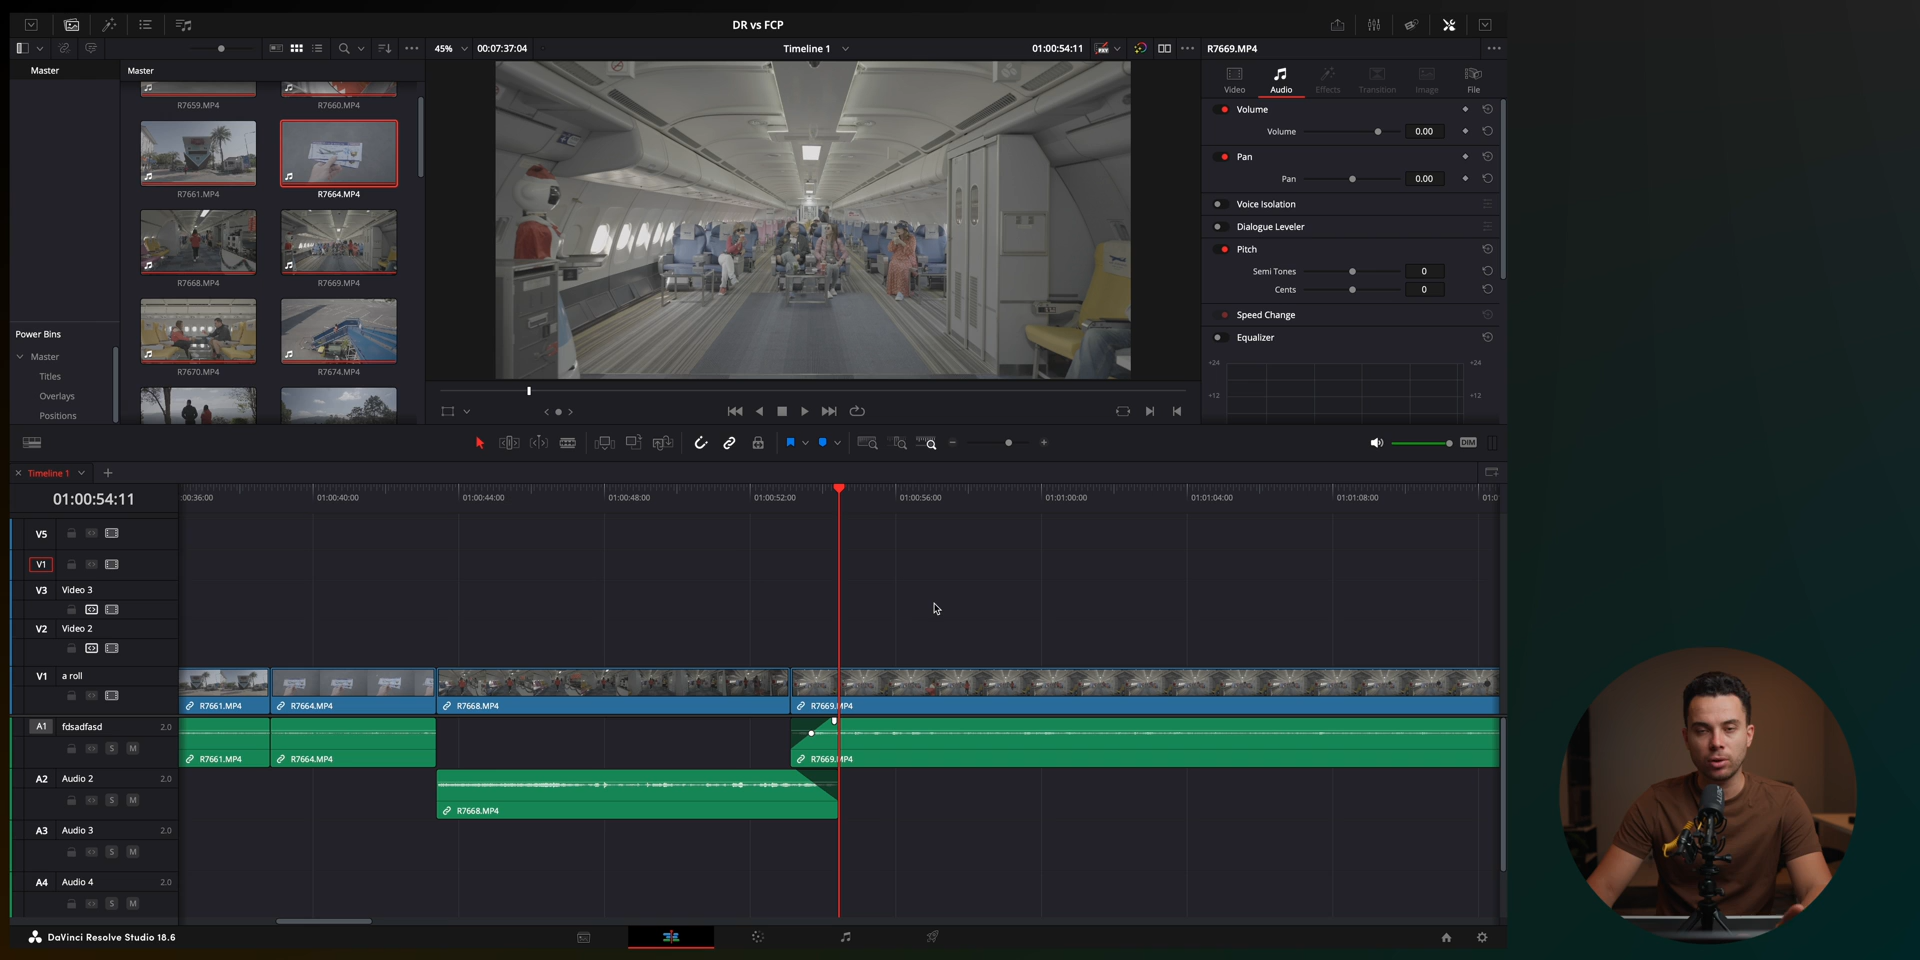 DR vs FCP
45%
00:07:37:04
Timeline 1
01:00:54:11
R7669.MP4
Master
Master
R7659.MP4
R7660.MP4
R7661.MP4
R7664.MP4
R7668.MP4
R7669.MP4
R7670.MP4
R7674.MP4
Power Bins
Master
Titles
Overlays
Positions
Video
Audio
Effects
Transition
Image
File
Volume
Volume 0.00
Pan
Pan 0.00
Voice Isolation
Dialogue Leveler
Pitch
Semi Tones 0
Cents 0
Speed Change
Equalizer
+24 +24
+12 +12
DIM
Timeline 1
01:00:54:11
:00:36:00 01:00:40:00 01:00:44:00 01:00:48:00 01:00:52:00 01:00:56:00 01:01:00:00 01:01:04:00 01:01:08:00 01:0
V5
V1
V3 Video 3
V2 Video 2
V1 a roll
R7661.MP4 R7664.MP4 R7668.MP4 R7669.MP4
A1 fdsadfasd 2.0
S M
R7661.MP4 R7664.MP4 R7669.MP4
A2 Audio 2 2.0
S M
R7668.MP4
A3 Audio 3 2.0
S M
A4 Audio 4 2.0
S M
DaVinci Resolve Studio 18.6